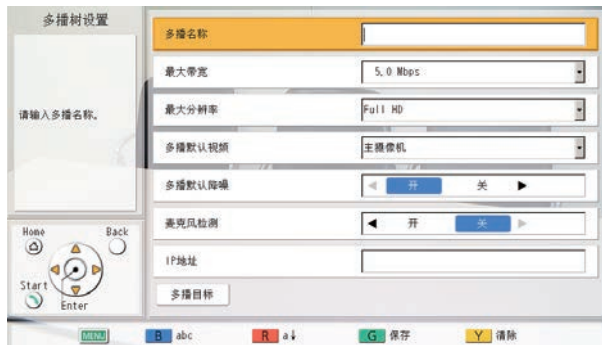 多播树设置
请输入多播名称。
多播名称
最大带宽 5.0 Mbps
最大分辨率 Full HD
多播默认视频 主摄像机
多播默认降噪 开 关
麦克风检测 开 关
IP地址
多播目标
Home Back
Start Enter
MENU B abc R a↓ G 保存 Y 清除